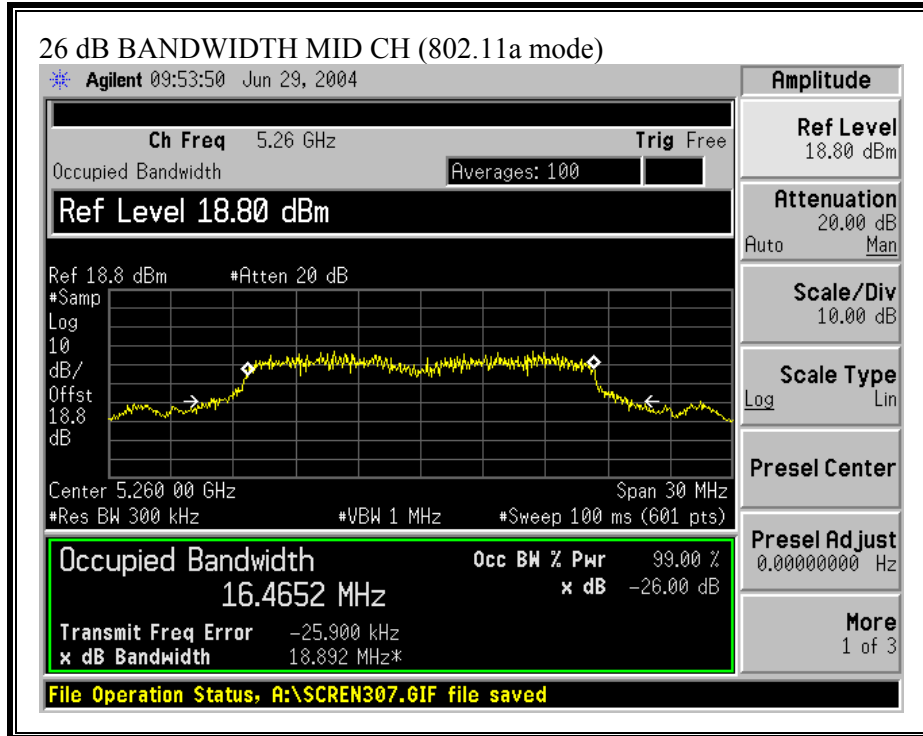 26 dB BANDWIDTH MID CH (802.11a mode)
Agilent 09:53:50 Jun 29, 2004
Amplitude
Ch Freq 5.26 GHz Trig Free
Occupied Bandwidth Averages: 100
Ref Level 18.80 dBm
Ref 18.8 dBm #Atten 20 dB
#Samp
Log
10
dB/
Offst
18.8
dB
Center 5.260 00 GHz Span 30 MHz
#Res BW 300 kHz #VBW 1 MHz #Sweep 100 ms (601 pts)
Occupied Bandwidth Occ BW % Pwr 99.00 %
16.4652 MHz x dB -26.00 dB
Transmit Freq Error -25.900 kHz
x dB Bandwidth 18.892 MHz*
Ref Level
18.80 dBm
Attenuation
20.00 dB
Auto Man
Scale/Div
10.00 dB
Scale Type
Log Lin
Presel Center
Presel Adjust
0.00000000 Hz
More
1 of 3
File Operation Status, A:\SCREN307.GIF file saved